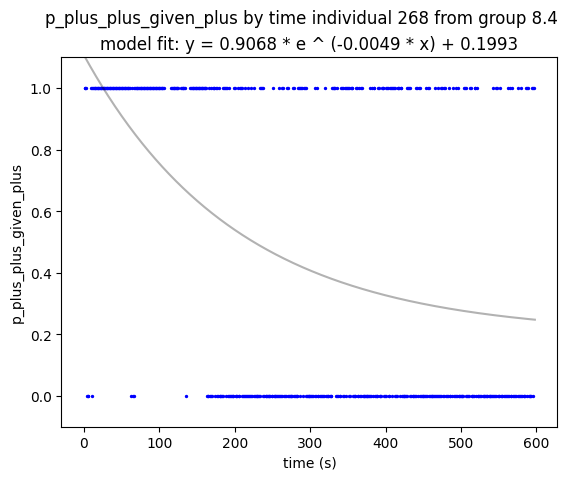 p_plus_plus_given_plus by time individual 268 from group 8.4
model fit: y = 0.9068 * e ^ (-0.0049 * x) + 0.1993
p_plus_plus_given_plus
1.0
0.8
0.6
0.4
0.2
0.0
0 100 200 300 400 500 600
time (s)